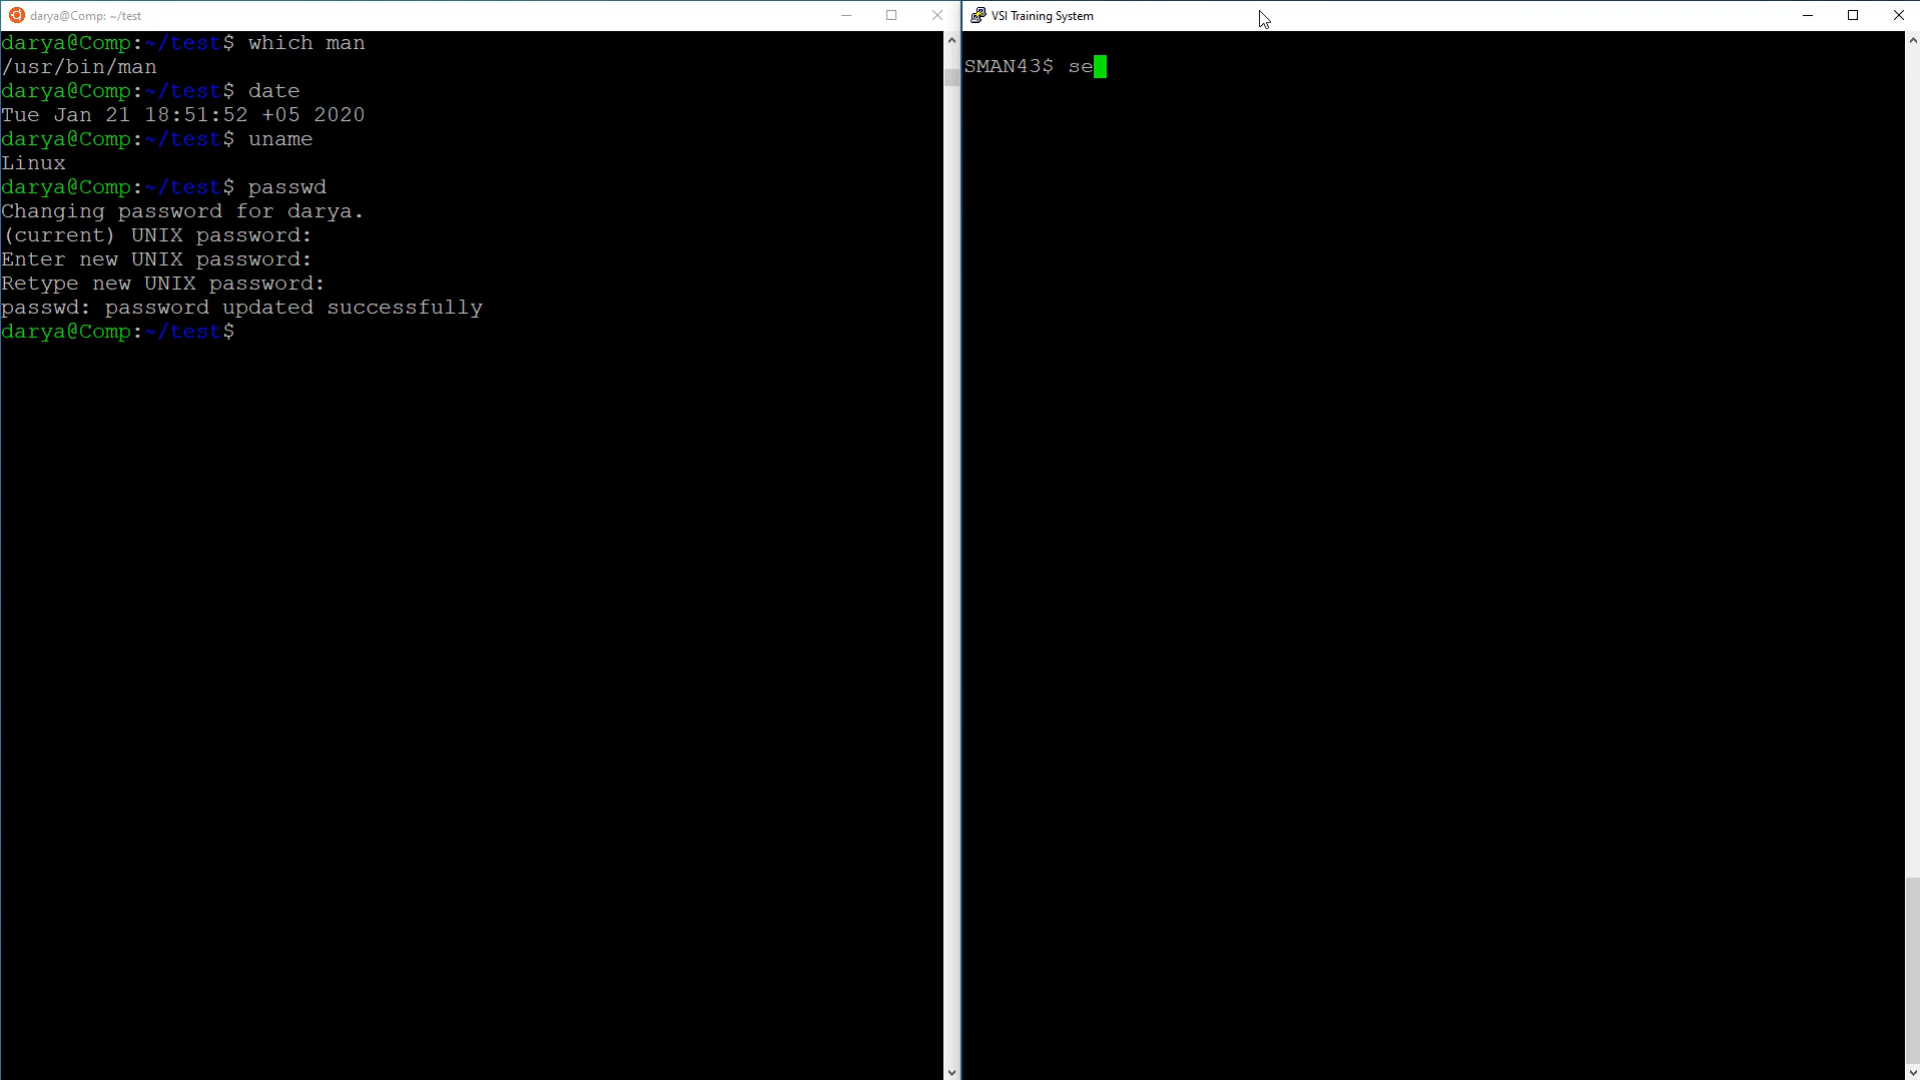 darya@Comp: ~/test
darya@Comp:~/test$ which man
/usr/bin/man
darya@Comp:~/test$ date
Tue Jan 21 18:51:52 +05 2020
darya@Comp:~/test$ uname
Linux
darya@Comp:~/test$ passwd
Changing password for darya.
(current) UNIX password:
Enter new UNIX password:
Retype new UNIX password:
passwd: password updated successfully
darya@Comp:~/test$
VSI Training System
SMAN43$ se